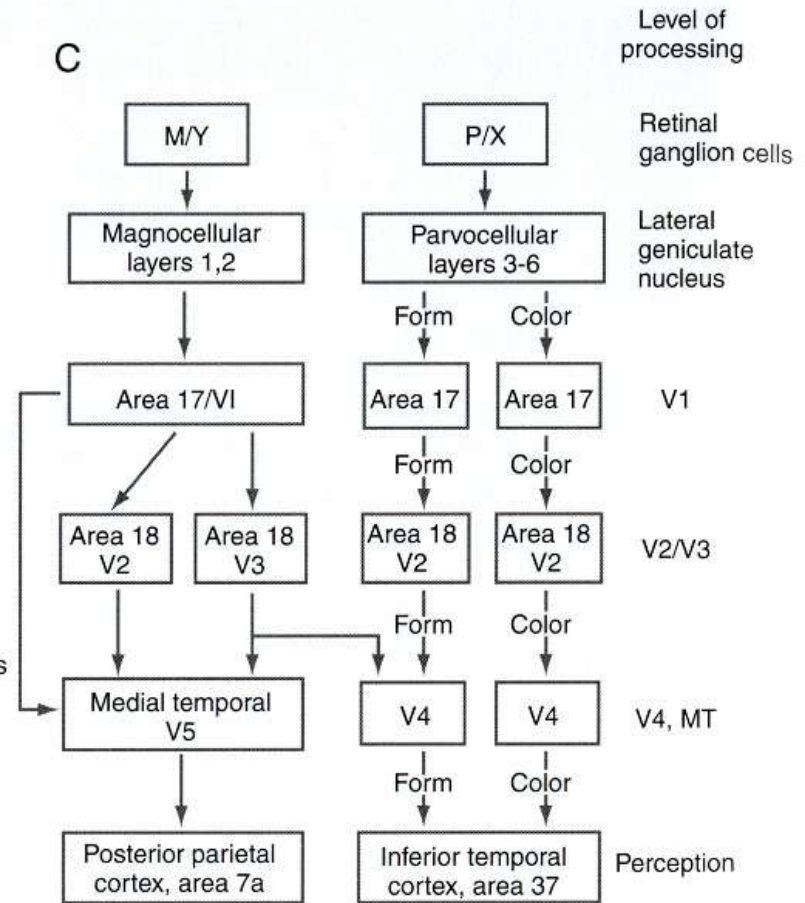 Level of
processing
C
M/Y
P/X
Retinal
ganglion cells
Magnocellular
layers 1,2
Parvocellular
layers 3-6
Lateral
geniculate
nucleus
Form
Color
Area 17/VI
Area 17
Area 17
V1
Form
Color
Area 18
V2
Area 18
V3
Area 18
V2
Area 18
V2
V2/V3
Form
Color
s
Medial temporal
V5
V4
V4
V4, MT
Form
Color
Posterior parietal
cortex, area 7a
Inferior temporal
cortex, area 37
Perception